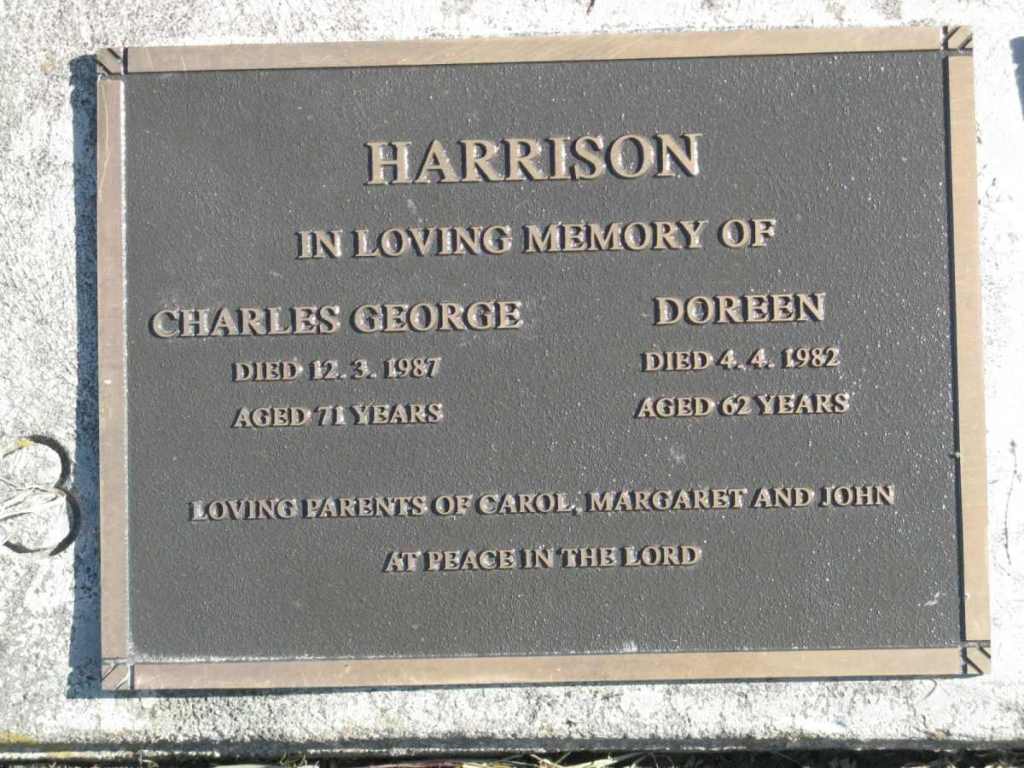 HARRISON
IN LOVING MEMORY OF
CHARLES GEORGE
DIED 12. 3. 1987
AGED 71 YEARS
DOREEN
DIED 4. 4. 1982
AGED 62 YEARS
LOVING PARENTS OF CAROL, MARGARET AND JOHN
AT PEACE IN THE LORD